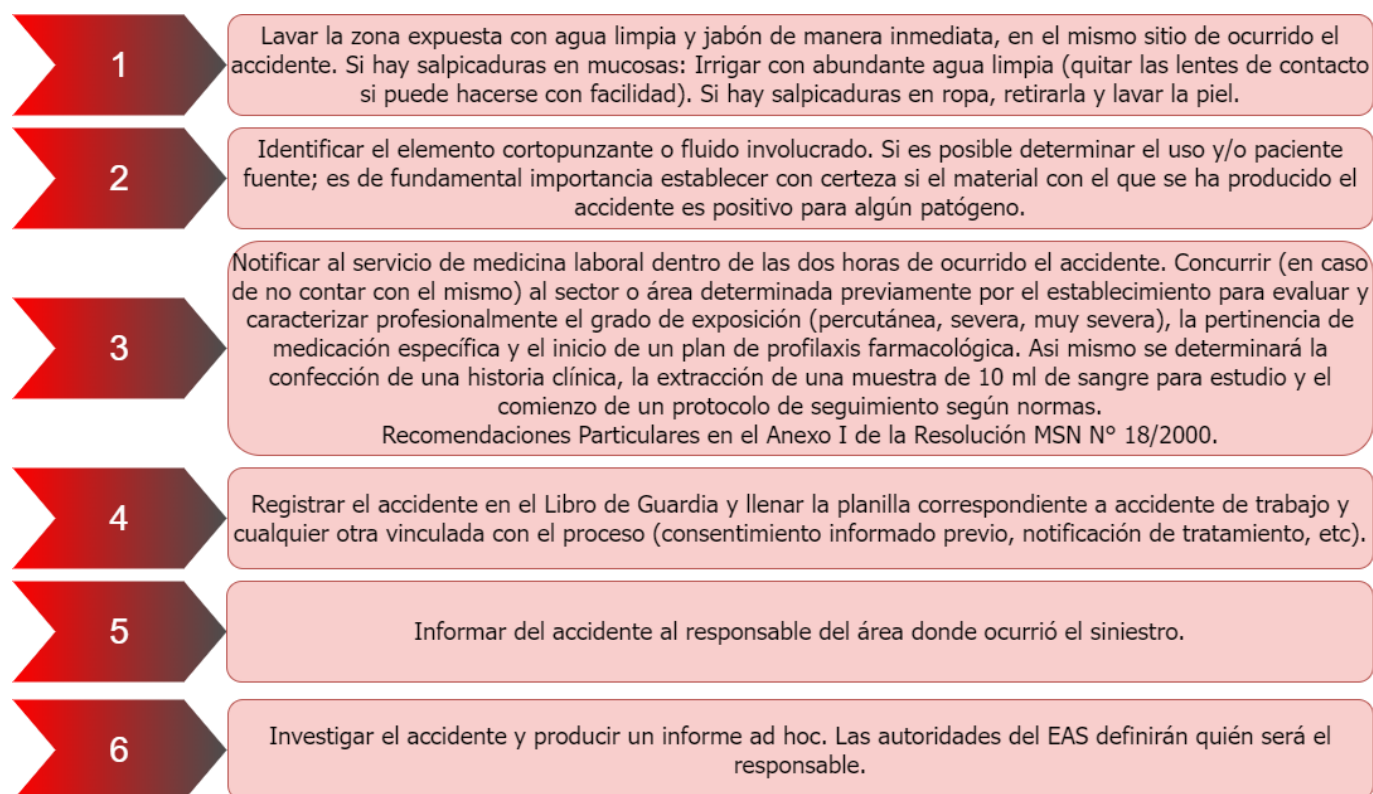 1
Lavar la zona expuesta con agua limpia y jabón de manera inmediata, en el mismo sitio de ocurrido el
accidente. Si hay salpicaduras en mucosas: Irrigar con abundante agua limpia (quitar las lentes de contacto
si puede hacerse con facilidad). Si hay salpicaduras en ropa, retirarla y lavar la piel.
2
Identificar el elemento cortopunzante o fluido involucrado. Si es posible determinar el uso y/o paciente
fuente; es de fundamental importancia establecer con certeza si el material con el que se ha producido el
accidente es positivo para algún patógeno.
3
Notificar al servicio de medicina laboral dentro de las dos horas de ocurrido el accidente. Concurrir (en caso
de no contar con el mismo) al sector o área determinada previamente por el establecimiento para evaluar y
caracterizar profesionalmente el grado de exposición (percutánea, severa, muy severa), la pertinencia de
medicación específica y el inicio de un plan de profilaxis farmacológica. Asi mismo se determinará la
confección de una historia clínica, la extracción de una muestra de 10 ml de sangre para estudio y el
comienzo de un protocolo de seguimiento según normas.
Recomendaciones Particulares en el Anexo I de la Resolución MSN N° 18/2000.
4
Registrar el accidente en el Libro de Guardia y llenar la planilla correspondiente a accidente de trabajo y
cualquier otra vinculada con el proceso (consentimiento informado previo, notificación de tratamiento, etc).
5
Informar del accidente al responsable del área donde ocurrió el siniestro.
6
Investigar el accidente y producir un informe ad hoc. Las autoridades del EAS definirán quién será el
responsable.